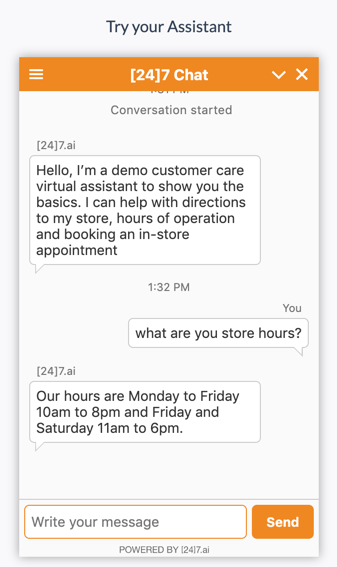 Try your Assistant
[24]7 Chat
Conversation started
[24]7.ai
Hello, I'm a demo customer care
virtual assistant to show you the
basics. I can help with directions
to my store, hours of operation
and booking an in-store
appointment
1:32 PM
You
what are you store hours?
[24]7.ai
Our hours are Monday to Friday
10am to 8pm and Friday and
Saturday 11am to 6pm.
Write your message
Send
POWERED BY [24]7.ai